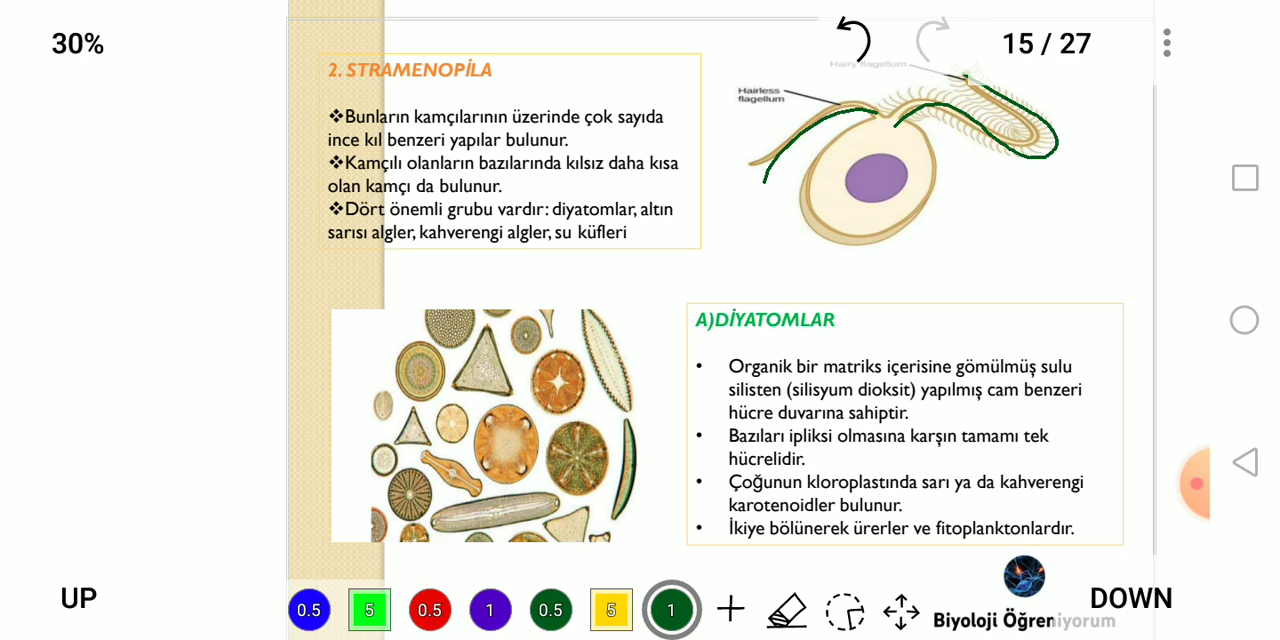 30%
15 / 27
2. STRAMENOPİLA
❖Bunların kamçılarının üzerinde çok sayıda
ince kıl benzeri yapılar bulunur.
❖Kamçılı olanların bazılarında kılsız daha kısa
olan kamçı da bulunur.
❖Dört önemli grubu vardır: diyatomlar, altın
sarısı algler, kahverengi algler, su küfleri
Hairy flagellum
Hairless
flagellum
A)DİYATOMLAR
• Organik bir matriks içerisine gömülmüş sulu
silisten (silisyum dioksit) yapılmış cam benzeri
hücre duvarına sahiptir.
• Bazıları ipliksi olmasına karşın tamamı tek
hücrelidir.
• Çoğunun kloroplastında sarı ya da kahverengi
karotenoidler bulunur.
• İkiye bölünerek ürerler ve fitoplanktonlardır.
UP
0.5 5 0.5 1 0.5 5 1
DOWN
Biyoloji Öğreniyorum